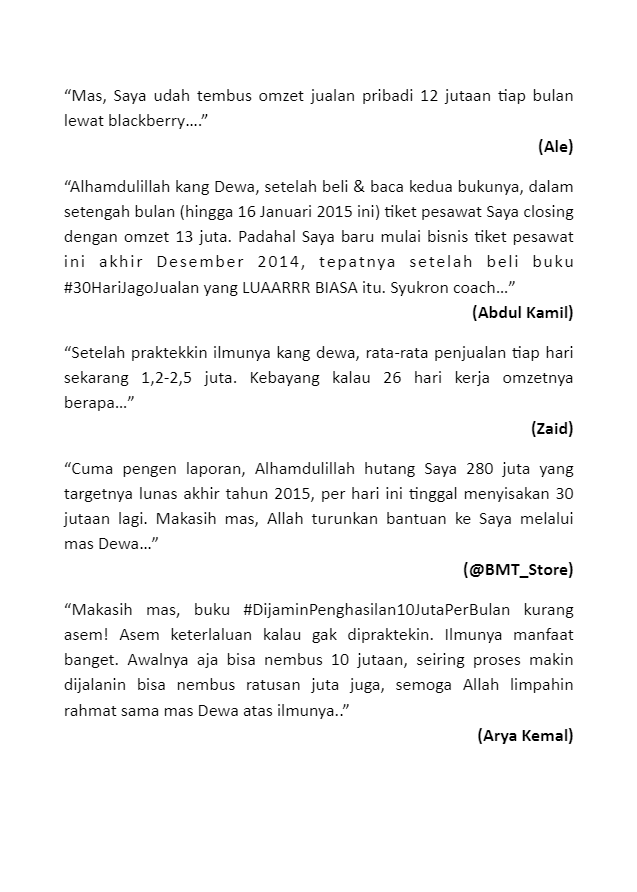 “Mas, Saya udah tembus omzet jualan pribadi 12 jutaan tiap bulan
lewat blackberry....”
(Ale)
“Alhamdulillah kang Dewa, setelah beli & baca kedua bukunya, dalam
setengah bulan (hingga 16 Januari 2015 ini) tiket pesawat Saya closing
dengan omzet 13 juta. Padahal Saya baru mulai bisnis tiket pesawat
ini akhir Desember 2014, tepatnya setelah beli buku
#30HariJagoJualan yang LUAARRR BIASA itu. Syukron coach...”
(Abdul Kamil)
“Setelah praktekkin ilmunya kang dewa, rata-rata penjualan tiap hari
sekarang 1,2-2,5 juta. Kebayang kalau 26 hari kerja omzetnya
berapa...”
(Zaid)
“Cuma pengen laporan, Alhamdulillah hutang Saya 280 juta yang
targetnya lunas akhir tahun 2015, per hari ini tinggal menyisakan 30
jutaan lagi. Makasih mas, Allah turunkan bantuan ke Saya melalui
mas Dewa...”
(@BMT_Store)
“Makasih mas, buku #DijaminPenghasilan10JutaPerBulan kurang
asem! Asem keterlaluan kalau gak dipraktekin. Ilmunya manfaat
banget. Awalnya aja bisa nembus 10 jutaan, seiring proses makin
dijalanin bisa nembus ratusan juta juga, semoga Allah limpahin
rahmat sama mas Dewa atas ilmunya..”
(Arya Kemal)